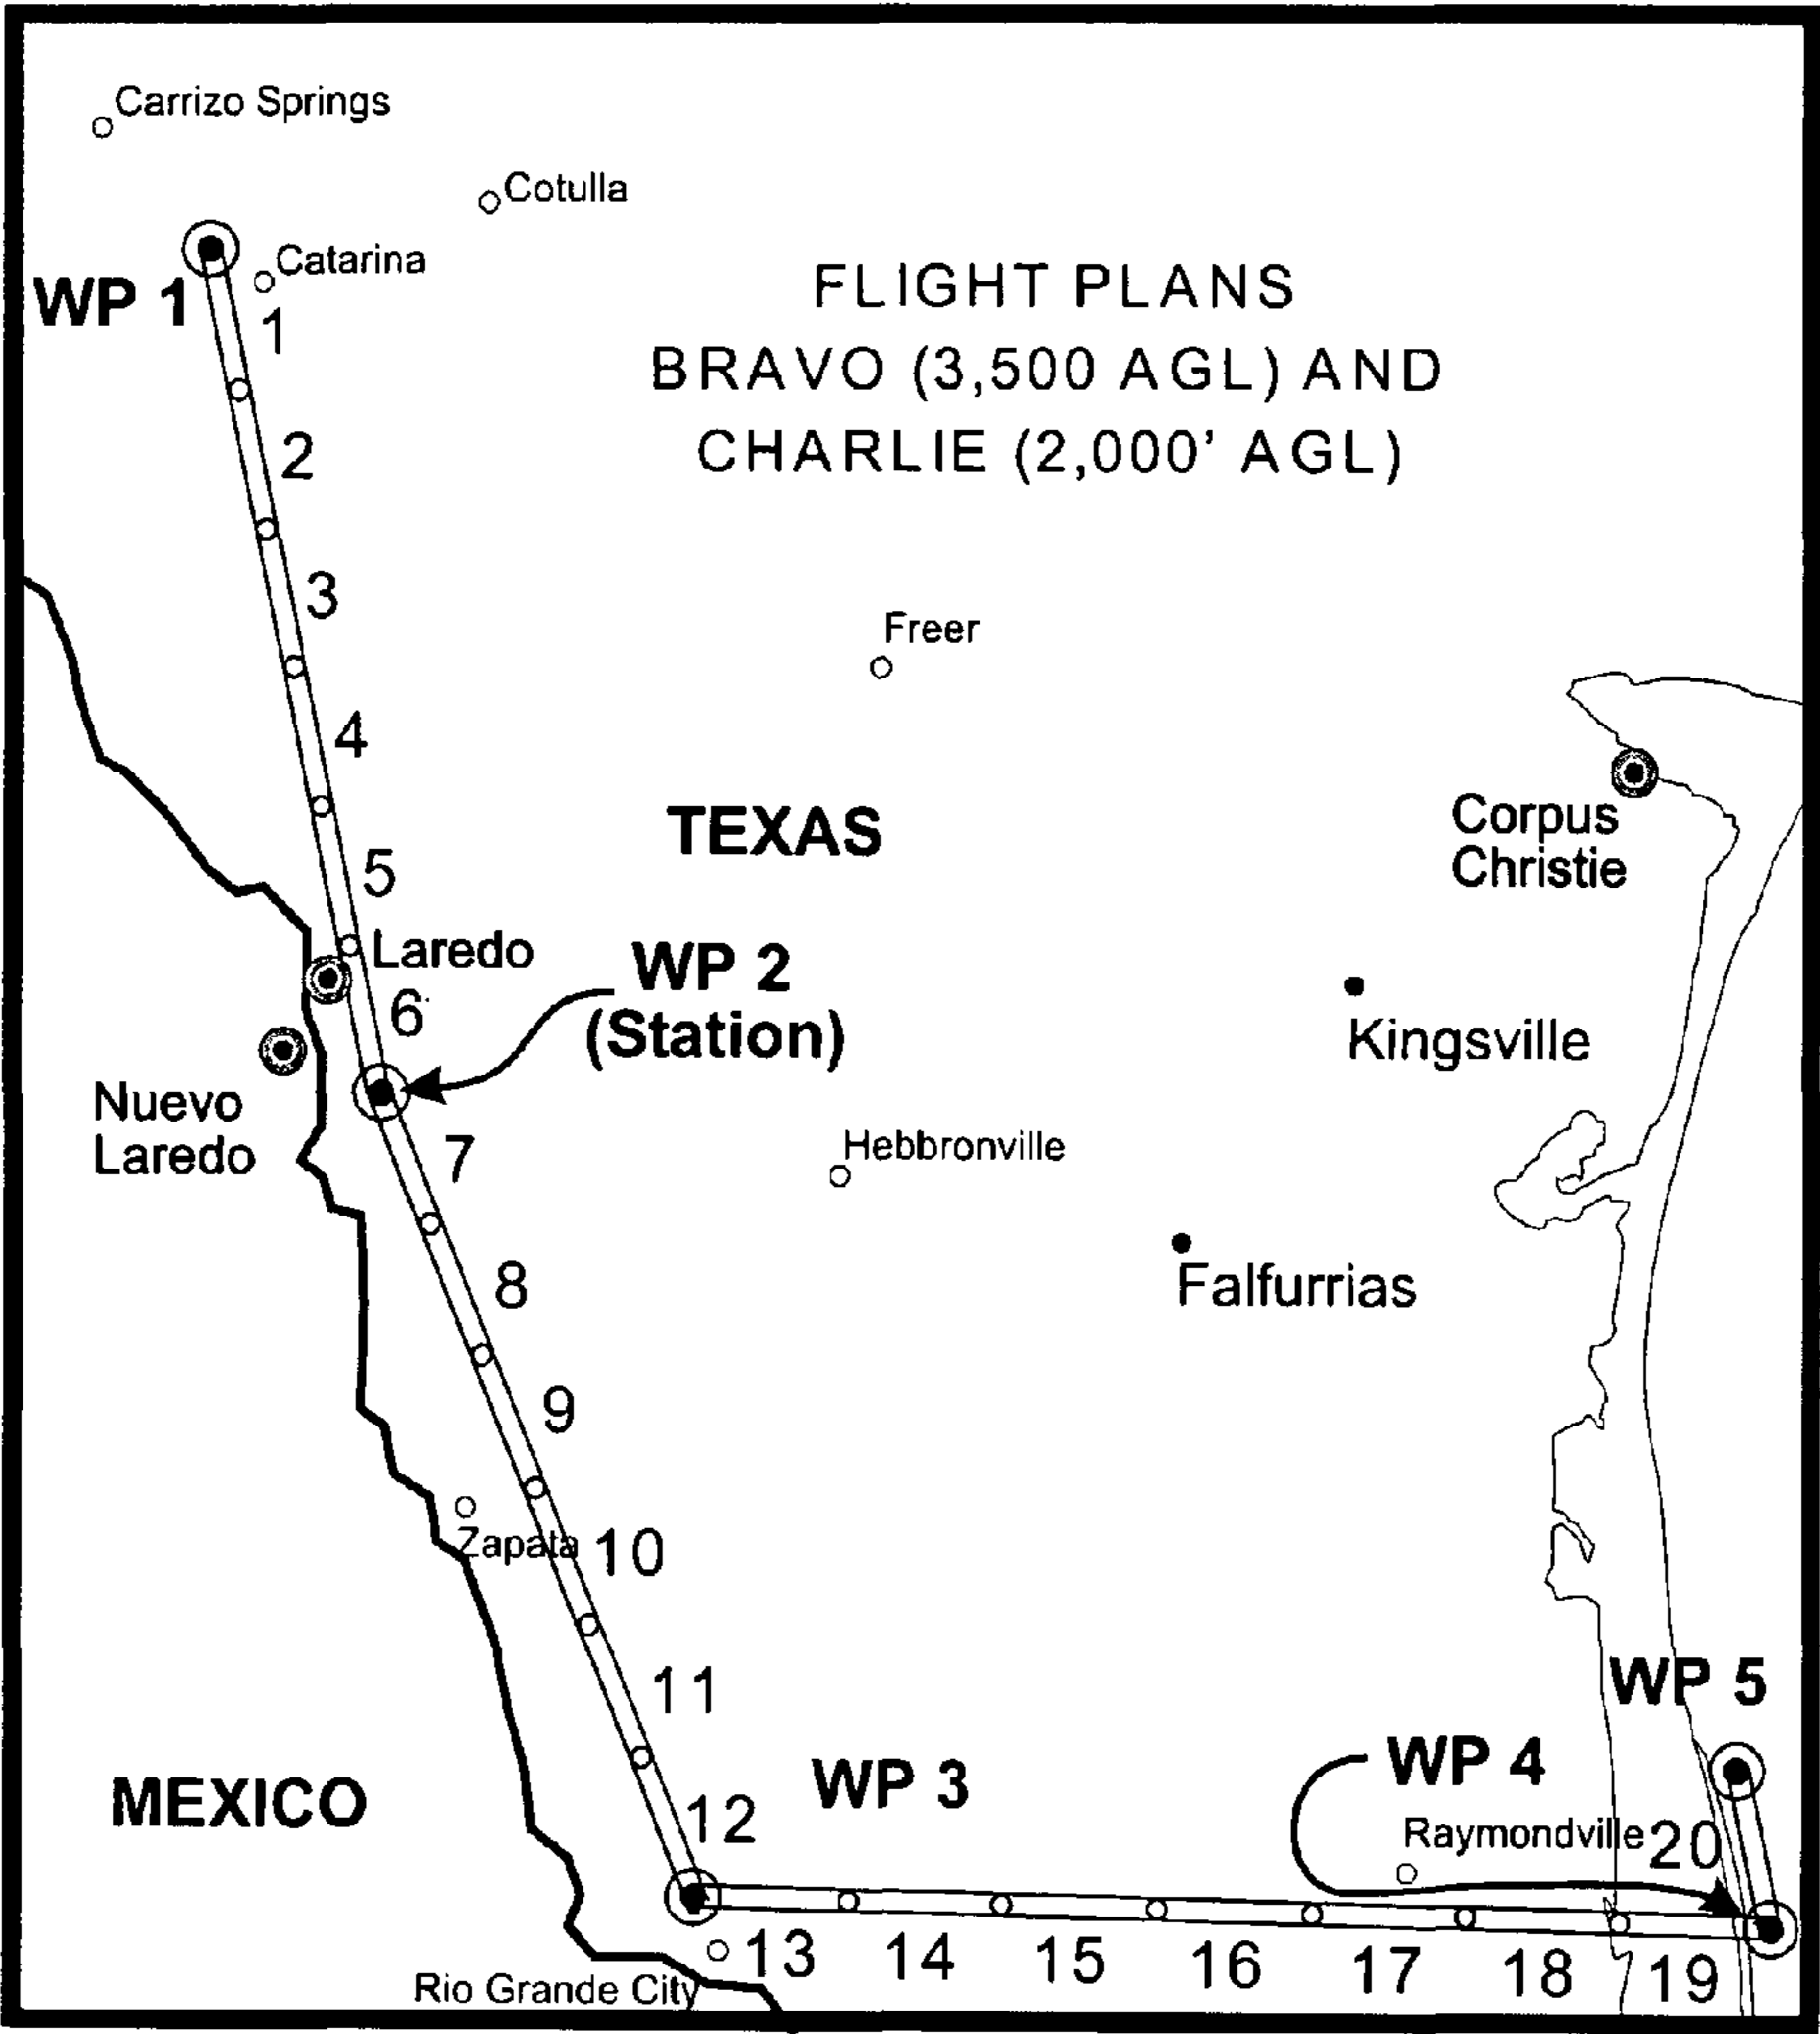 Carrizo Springs
Cotulla
Catarina
WP 1
1
FLIGHT PLANS
BRAVO (3,500 AGL) AND
CHARLIE (2,000' AGL)
2
3
Freer
4
TEXAS
Corpus
Christie
5
Laredo
WP 2
(Station)
6
Kingsville
Nuevo
Laredo
7
Hebbronville
8
Falfurrias
9
Zapata
10
11
WP 5
WP 3
WP 4
MEXICO
12
Raymondville
20
13
14
15
16
17
18
19
Rio Grande City